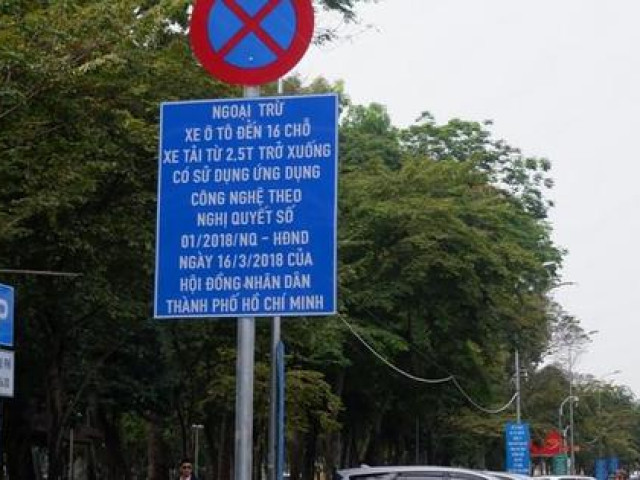 NGOẠI TRỪ
XE Ô TÔ ĐẾN 16 CHỖ
XE TẢI TỪ 2.5T TRỞ XUỐNG
CÓ SỬ DỤNG ỨNG DỤNG
CÔNG NGHỆ THEO
NGHỊ QUYẾT SỐ
01/2018/NQ – HĐND
NGÀY 16/3/2018 CỦA
HỘI ĐỒNG NHÂN DÂN
THÀNH PHỐ HỒ CHÍ MINH